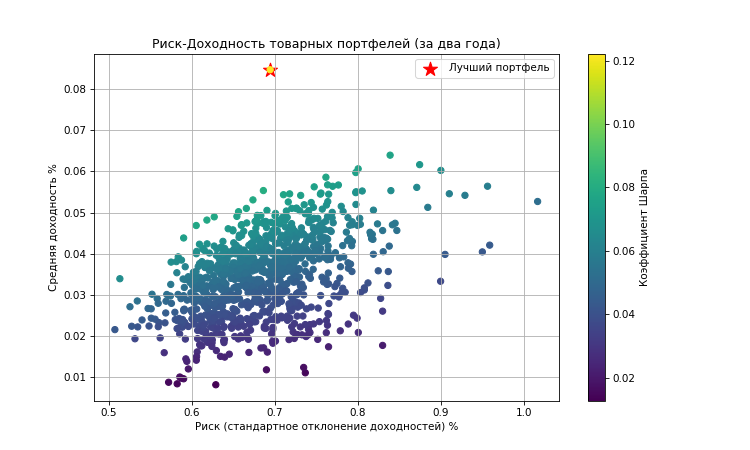 Риск-Доходность товарных портфелей (за два года)
Лучший портфель
Средняя доходность %
0.08
0.07
0.06
0.05
0.04
0.03
0.02
0.01
0.5 0.6 0.7 0.8 0.9 1.0
Риск (стандартное отклонение доходностей) %
0.12
0.10
0.08
0.06
0.04
0.02
Коэффициент Шарпа